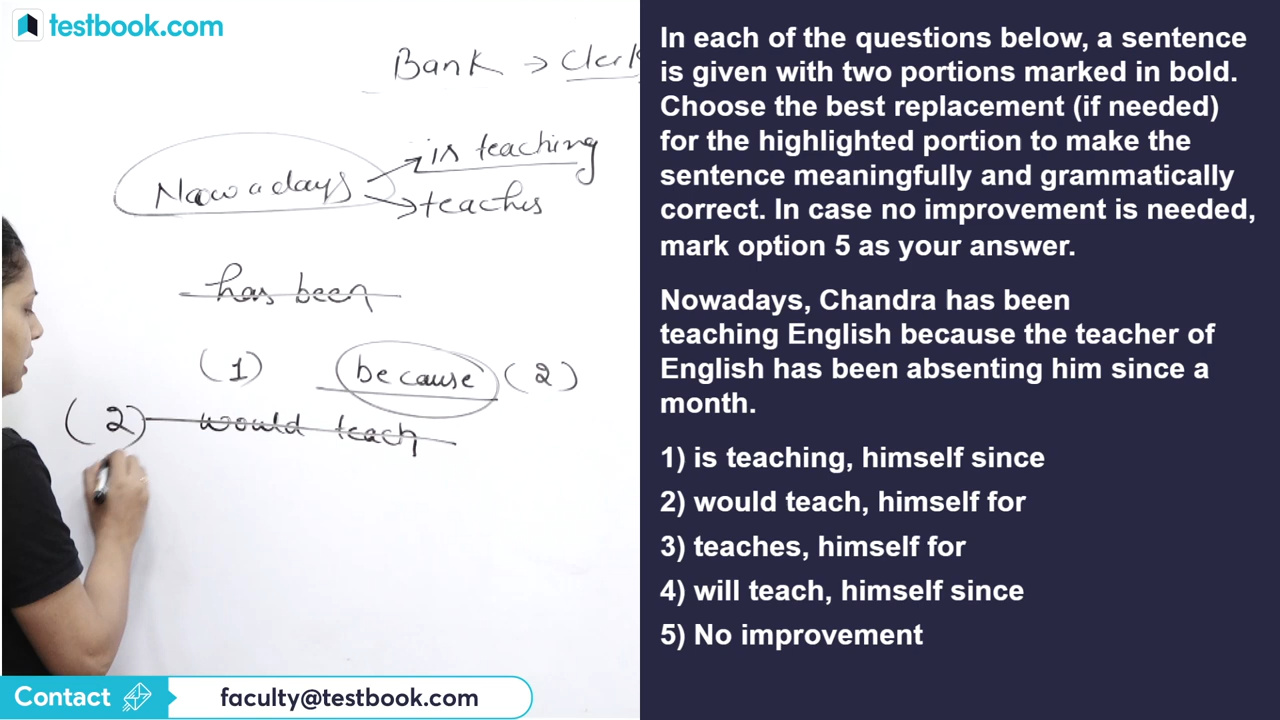 testbook.com
Bank → Clerk
Nowadays
is teaching
teaches
has been
(1) because (2)
(2) would teach
In each of the questions below, a sentence
is given with two portions marked in bold.
Choose the best replacement (if needed)
for the highlighted portion to make the
sentence meaningfully and grammatically
correct. In case no improvement is needed,
mark option 5 as your answer.
Nowadays, Chandra has been
teaching English because the teacher of
English has been absenting him since a
month.
1) is teaching, himself since
2) would teach, himself for
3) teaches, himself for
4) will teach, himself since
5) No improvement
Contact faculty@testbook.com